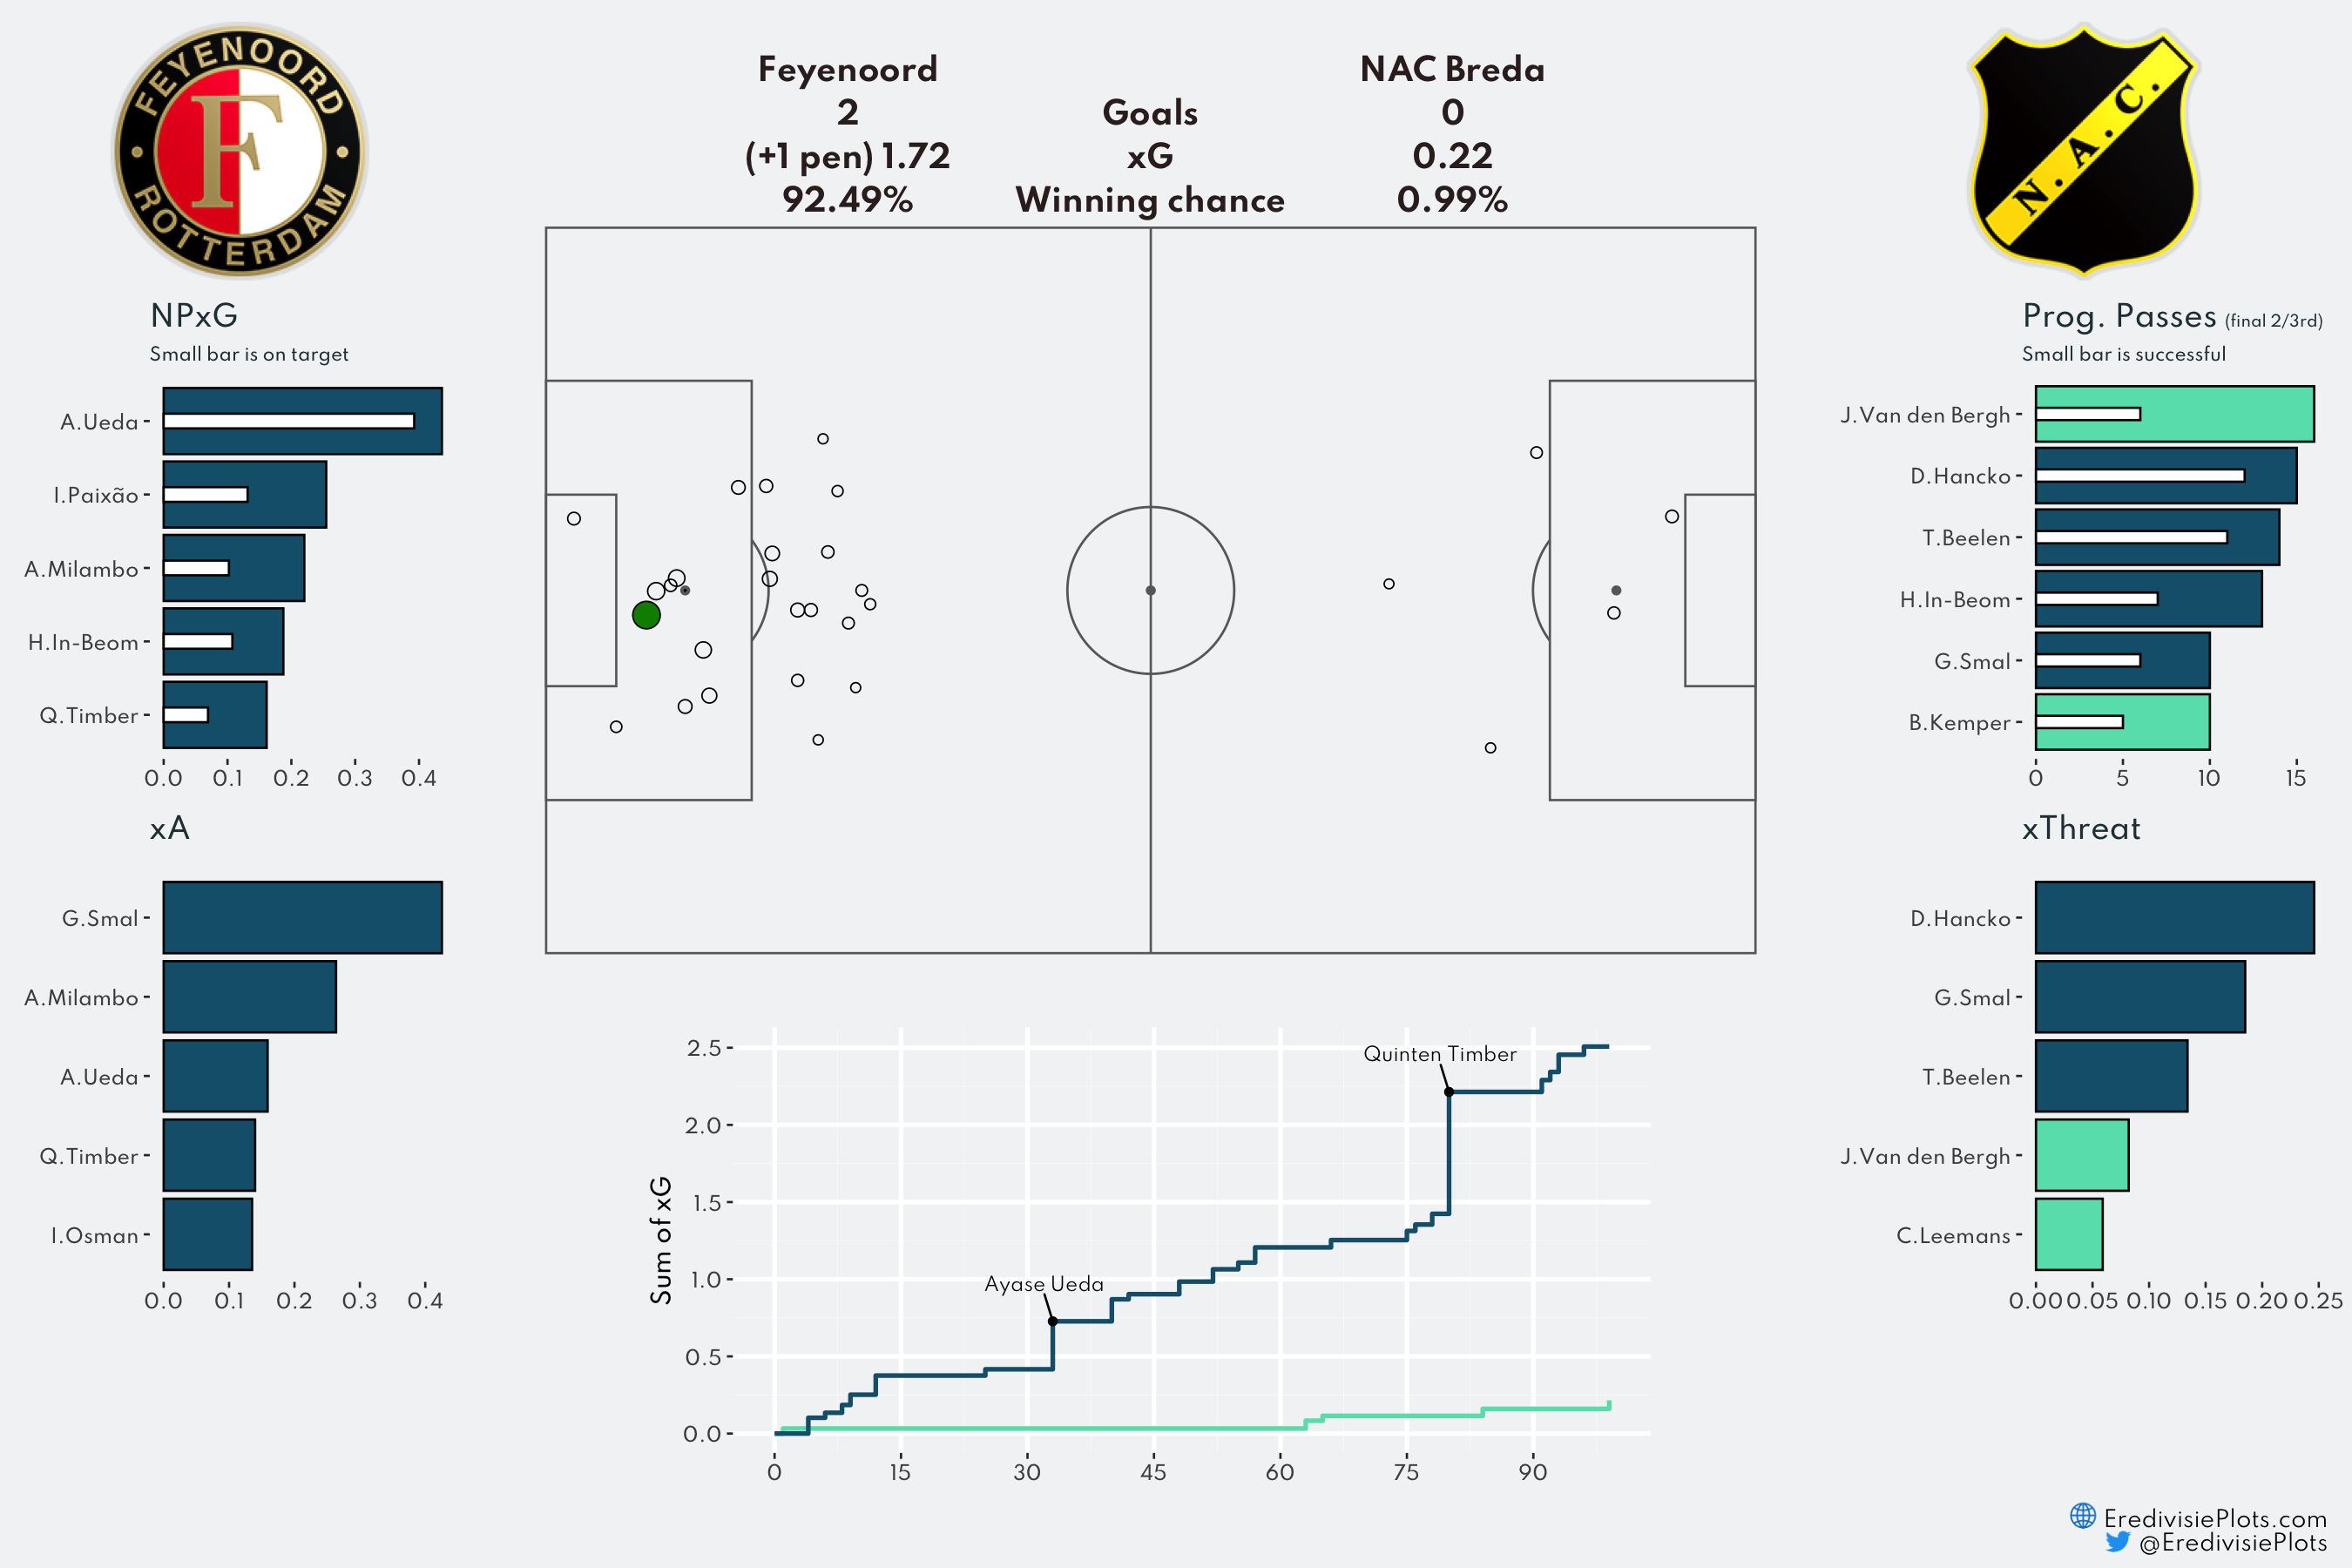 FEYENOORD
F
ROTTERDAM
Feyenoord
NAC Breda
2
Goals
0
(+1 pen) 1.72
xG
0.22
92.49%
Winning chance
0.99%
N.A.C.
NPxG
Small bar is on target
A.Ueda
I.Paixão
A.Milambo
H.In-Beom
Q.Timber
0.0 0.1 0.2 0.3 0.4
xA
G.Smal
A.Milambo
A.Ueda
Q.Timber
I.Osman
0.0 0.1 0.2 0.3 0.4
Sum of xG
2.5
2.0
1.5
1.0
0.5
0.0
Quinten Timber
Ayase Ueda
0 15 30 45 60 75 90
Prog. Passes (final 2/3rd)
Small bar is successful
J.Van den Bergh
D.Hancko
T.Beelen
H.In-Beom
G.Smal
B.Kemper
0 5 10 15
xThreat
D.Hancko
G.Smal
T.Beelen
J.Van den Bergh
C.Leemans
0.00 0.05 0.10 0.15 0.20 0.25
EredivisiePlots.com
@EredivisiePlots